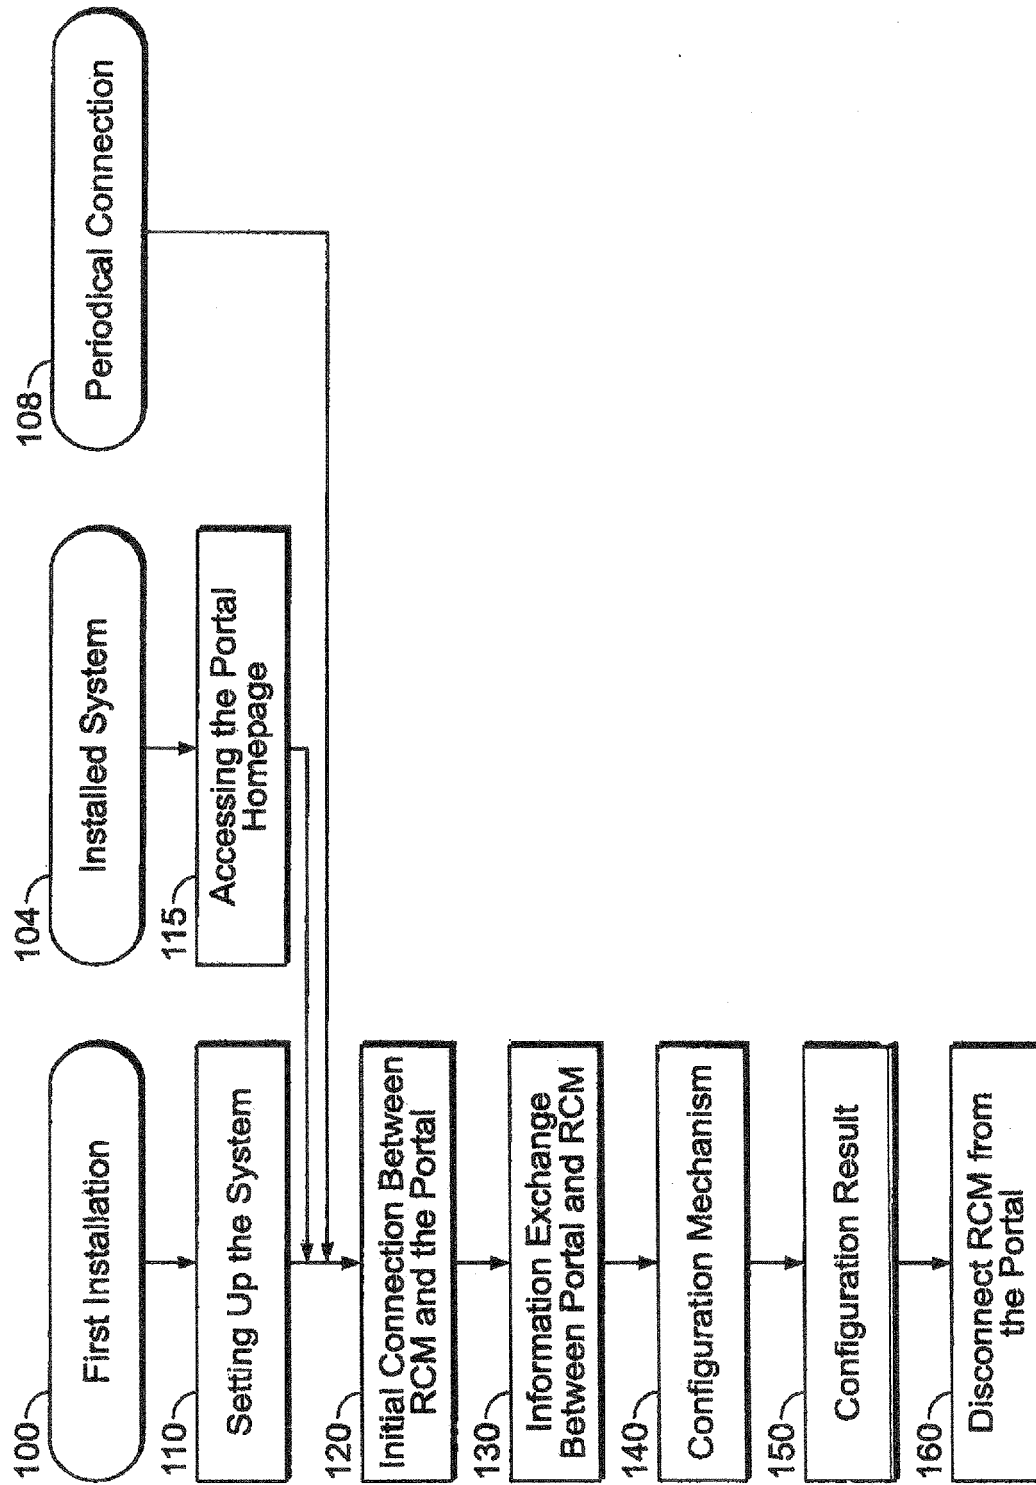 100
First Installation
104
Installed System
108
Periodical Connection
110
Setting Up the System
115
Accessing the Portal
Homepage
120
Initial Connection Between
RCM and the Portal
130
Information Exchange
Between Portal and RCM
140
Configuration Mechanism
150
Configuration Result
160
Disconnect RCM from
the Portal